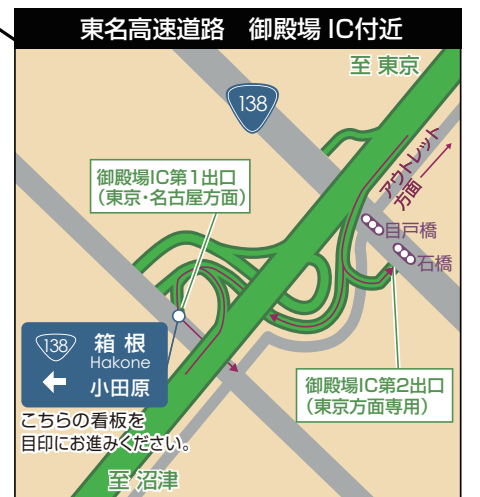 東名高速道路　御殿場 IC付近
至 東京
138
アウトレット
方面
御殿場IC第1出口
（東京・名古屋方面）
目戸橋
石橋
138 箱根
Hakone
小田原
御殿場IC第2出口
（東京方面専用）
こちらの看板を
目印にお進みください。
至 沼津